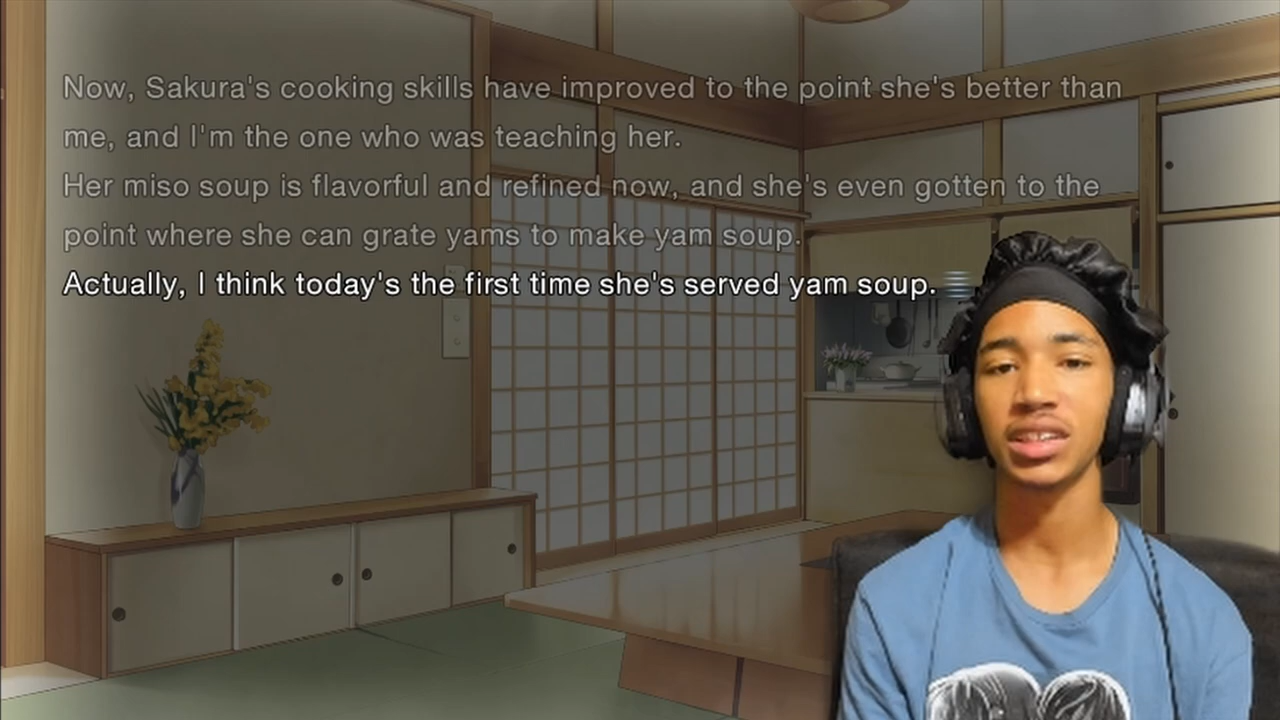 Now, Sakura's cooking skills have improved to the point she's better than
me, and I'm the one who was teaching her.
Her miso soup is flavorful and refined now, and she's even gotten to the
point where she can grate yams to make yam soup.
Actually, I think today's the first time she's served yam soup.